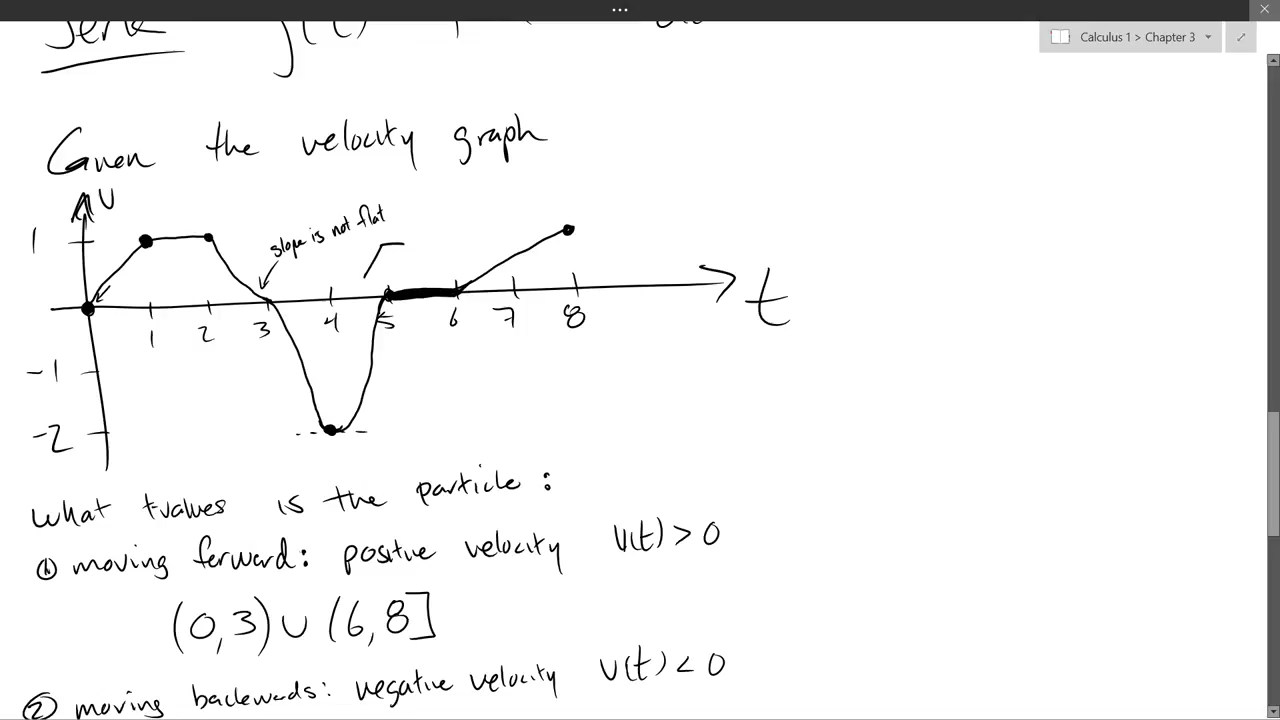 Jerk j(t)
Calculus 1 > Chapter 3
Given the velocity graph
v
1
slope is not flat
1 2 3 4 5 6 7 8
t
-1
-2
What t-values is the particle:
① moving forward: positive velocity v(t) > 0
(0,3) ∪ (6,8]
② moving backwards: negative velocity v(t) < 0